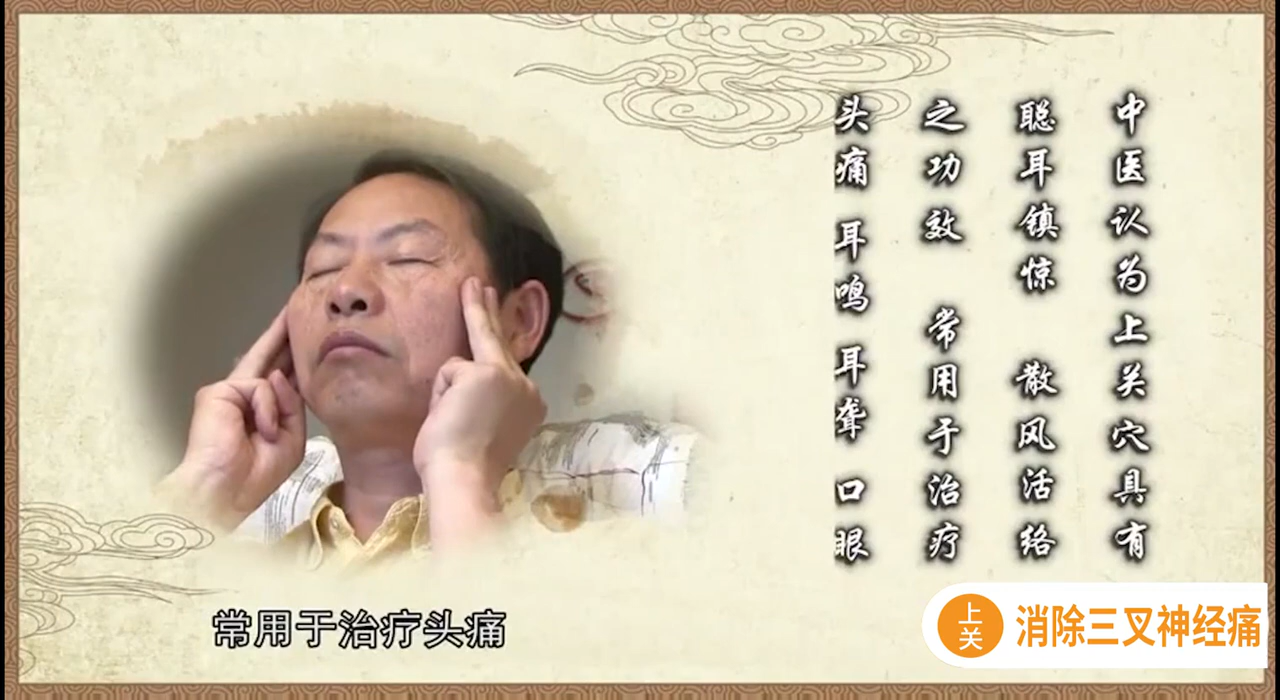 中医认为上关穴具有
聪耳镇惊 散风活络
之功效 常用于治疗
头痛 耳鸣 耳聋 口眼
常用于治疗头痛
上关
消除三叉神经痛